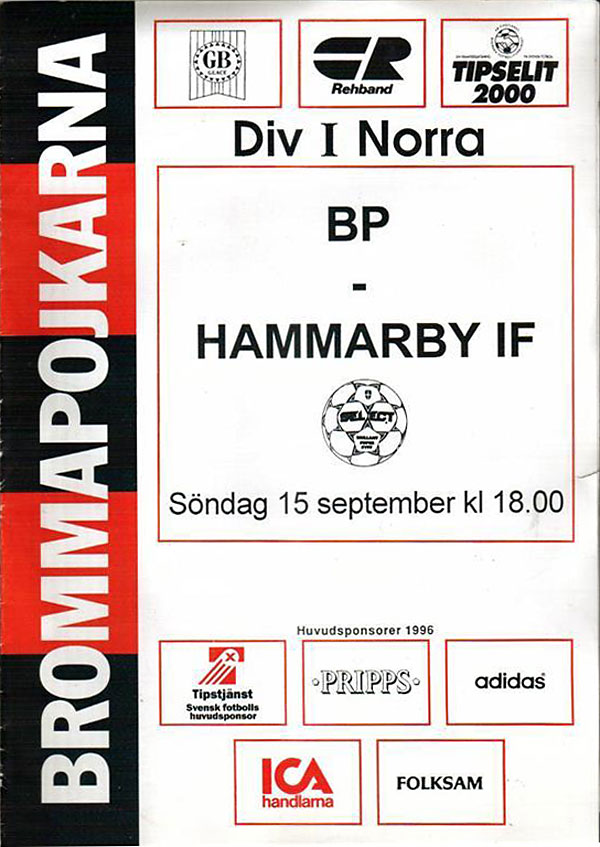 BROMMAPOJKARNA
GB
GLACE
Rehband
TIPSELIT
2000
Div I Norra
BP
-
HAMMARBY IF
SELECT
Söndag 15 september kl 18.00
Huvudsponsorer 1996
Tipstjänst
Svensk fotbolls
huvudsponsor
·PRIPPS·
adidas
ICA
handlarna
FOLKSAM